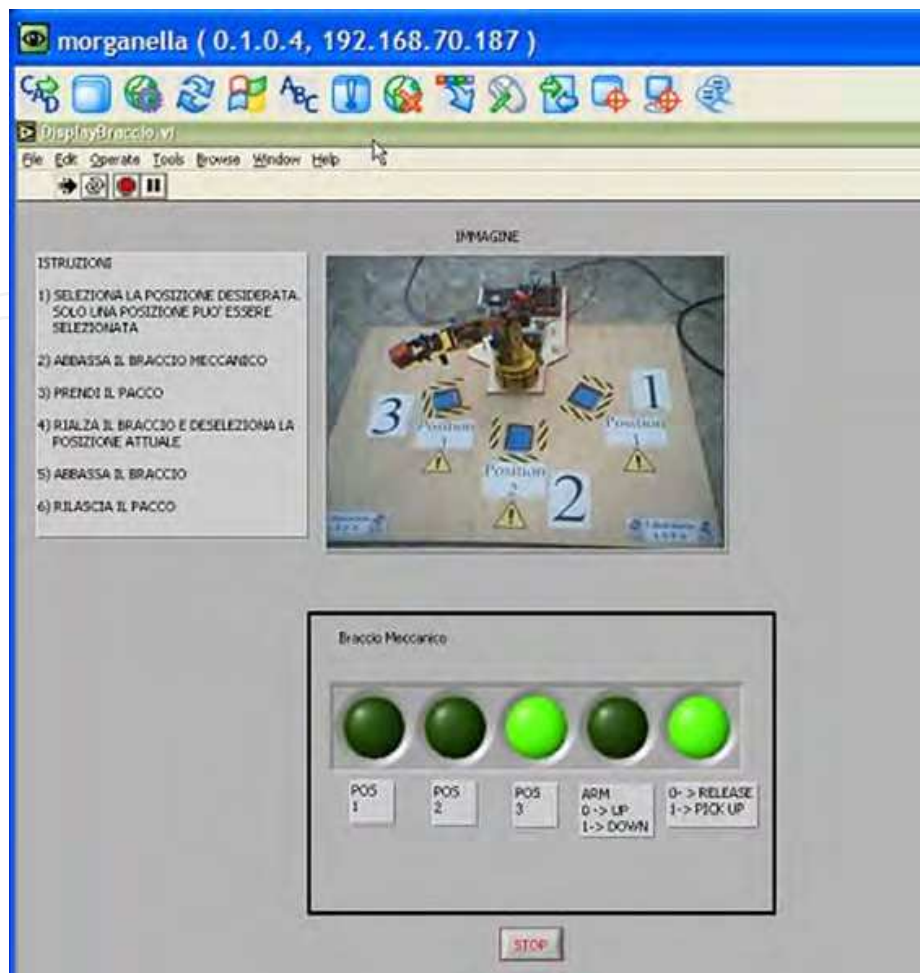 morganella ( 0.1.0.4, 192.168.70.187 )
CAD
ABC
DisplayBraccio.vi
File Edit Operate Tools Browse Window Help
IMMAGINE
ISTRUZIONI
1) SELEZIONA LA POSIZIONE DESIDERATA.
SOLO UNA POSIZIONE PUO' ESSERE
SELEZIONATA
2) ABBASSA IL BRACCIO MECCANICO
3) PRENDI IL PACCO
4) RIALZA IL BRACCIO E DESELEZIONA LA
POSIZIONE ATTUALE
5) ABBASSA IL BRACCIO
6) RILASCIA IL PACCO
3
Position
1
Position
1
Position
2
Braccio Meccanico
POS
1
POS
2
POS
3
ARM
0 -> UP
1-> DOWN
0- > RELEASE
1-> PICK UP
STOP